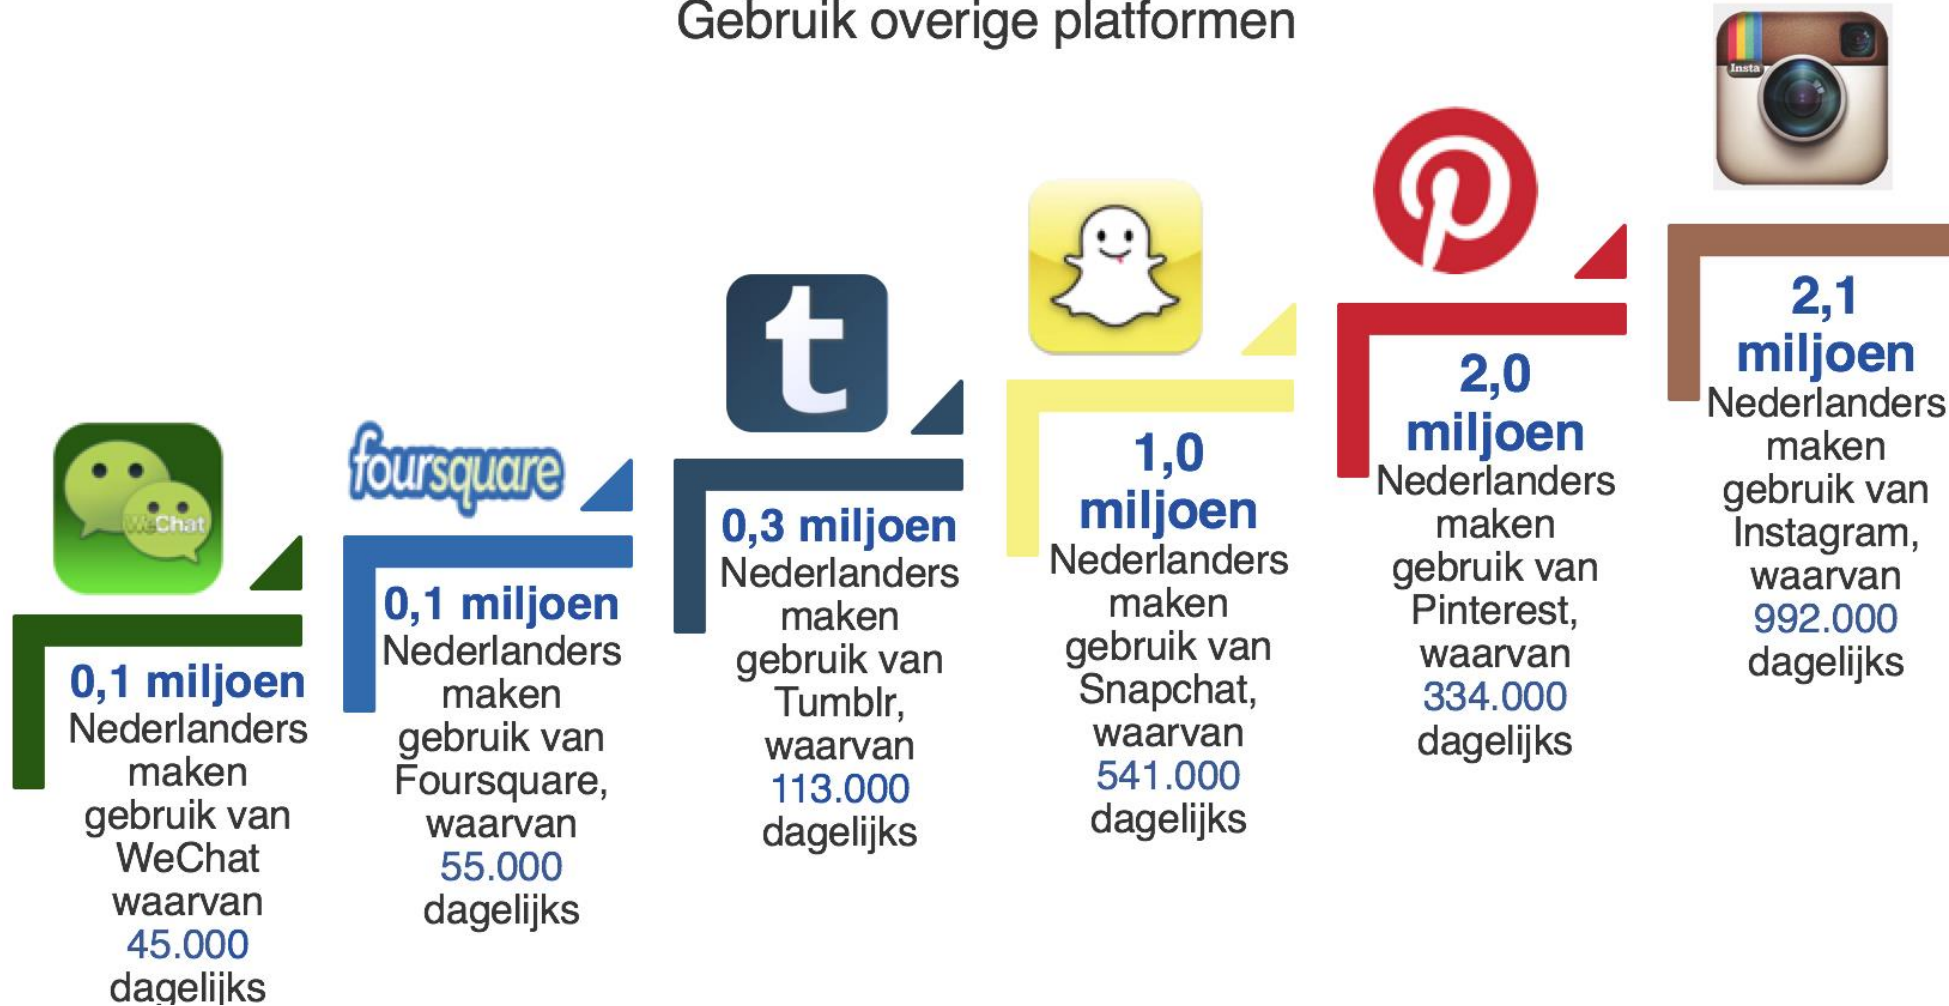 Gebruik overige platformen
WeChat
0,1 miljoen
Nederlanders
maken
gebruik van
WeChat
waarvan
45.000
dagelijks
foursquare
0,1 miljoen
Nederlanders
maken
gebruik van
Foursquare,
waarvan
55.000
dagelijks
t
0,3 miljoen
Nederlanders
maken
gebruik van
Tumblr,
waarvan
113.000
dagelijks
1,0
miljoen
Nederlanders
maken
gebruik van
Snapchat,
waarvan
541.000
dagelijks
2,0
miljoen
Nederlanders
maken
gebruik van
Pinterest,
waarvan
334.000
dagelijks
Insta
2,1
miljoen
Nederlanders
maken
gebruik van
Instagram,
waarvan
992.000
dagelijks